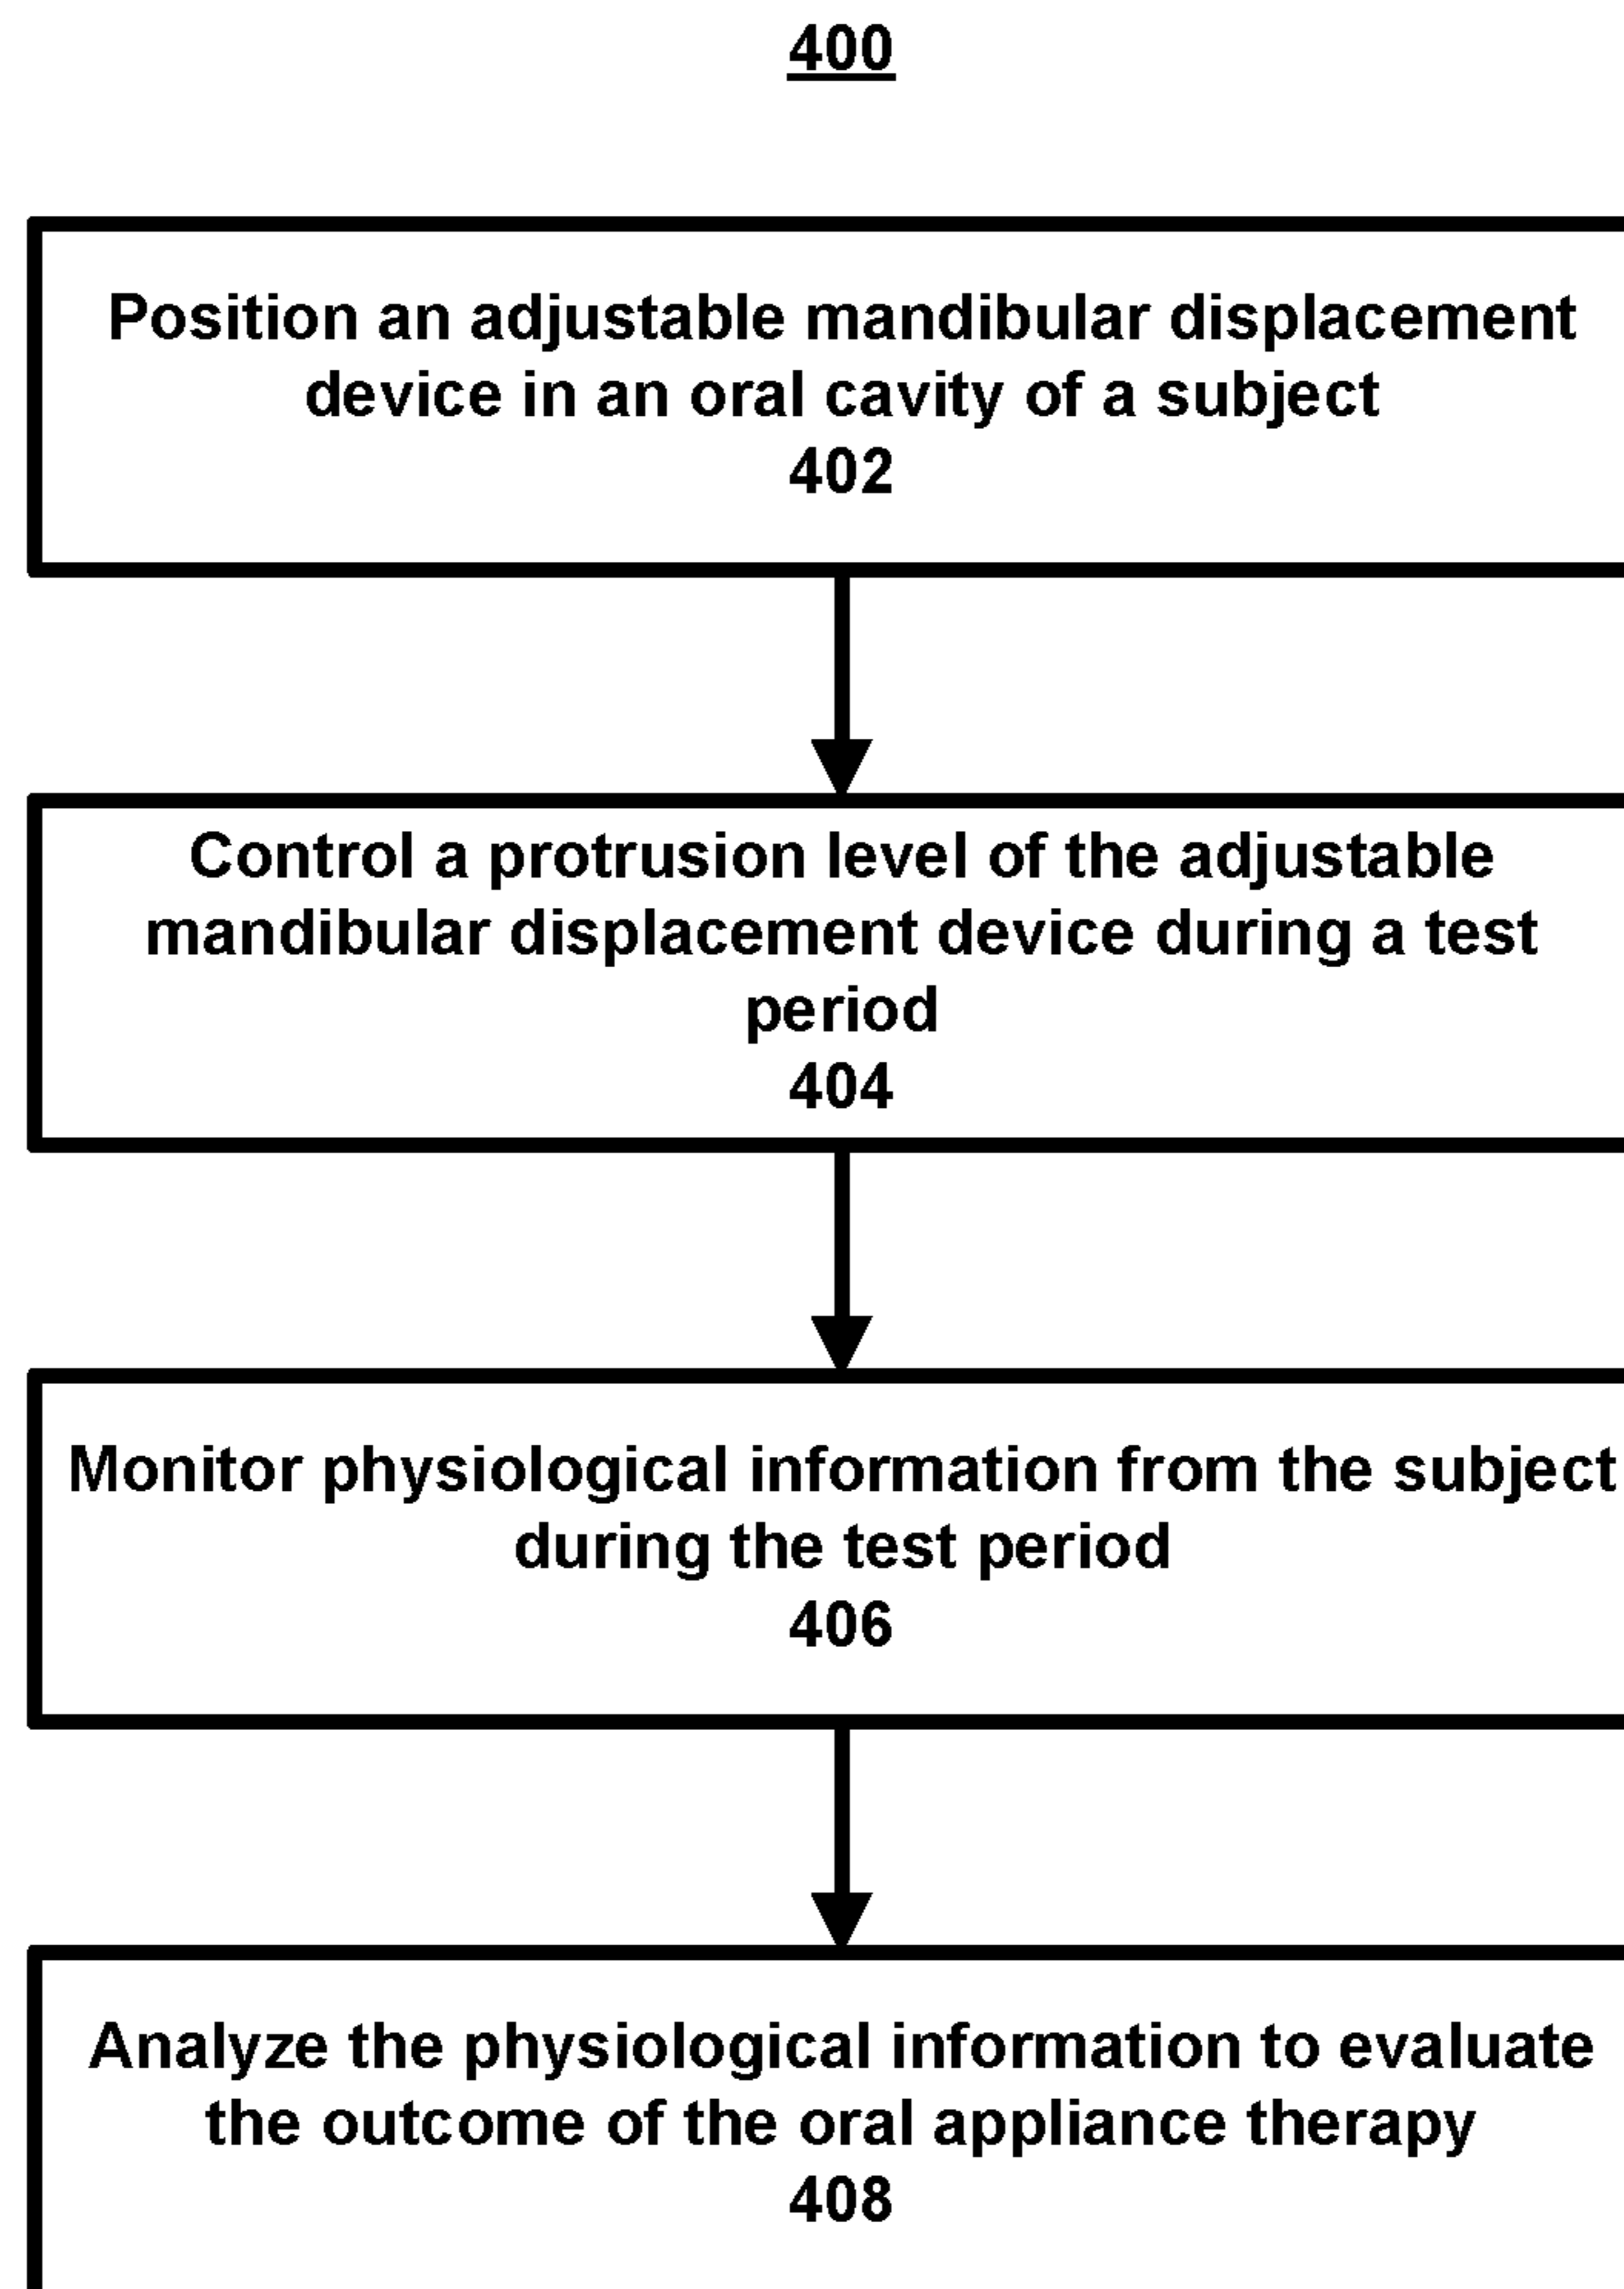 400
Position an adjustable mandibular displacement
device in an oral cavity of a subject
402
Control a protrusion level of the adjustable
mandibular displacement device during a test
period
404
Monitor physiological information from the subject
during the test period
406
Analyze the physiological information to evaluate
the outcome of the oral appliance therapy
408